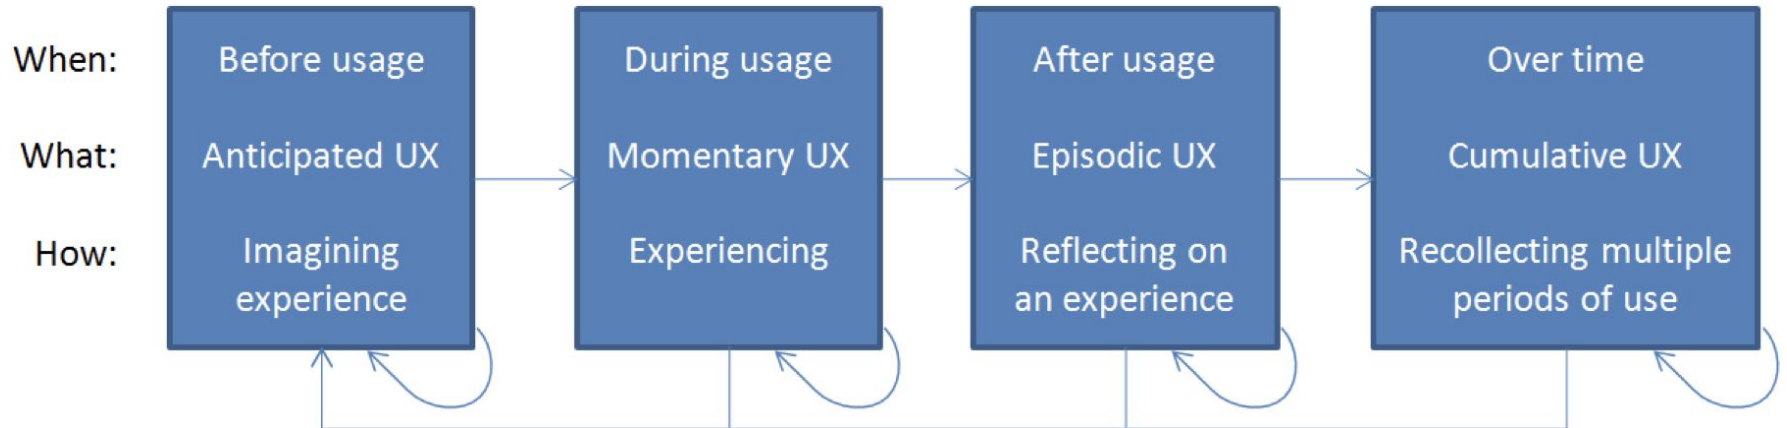 When: Before usage During usage After usage Over time
What: Anticipated UX Momentary UX Episodic UX Cumulative UX
How: Imagining Experiencing Reflecting on Recollecting multiple
experience an experience periods of use